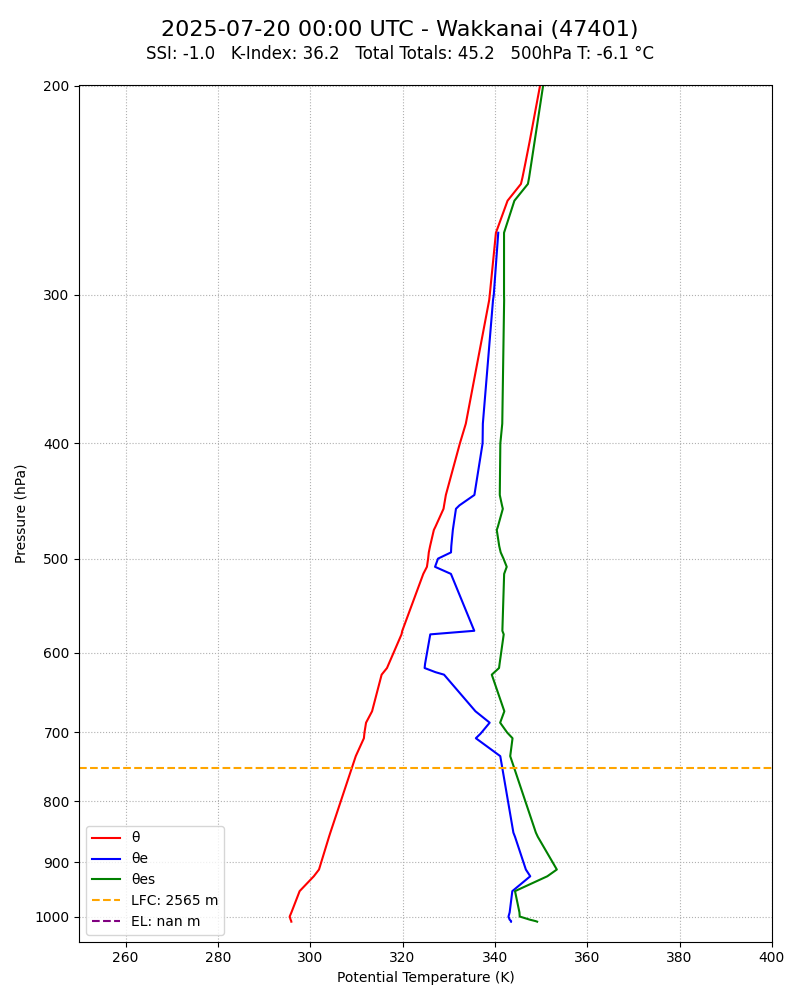 2025-07-20 00:00 UTC - Wakkanai (47401)
SSI: -1.0   K-Index: 36.2   Total Totals: 45.2   500hPa T: -6.1 °C
200
300
400
500
600
700
800
900
1000
Pressure (hPa)
θ
θe
θes
LFC: 2565 m
EL: nan m
260 280 300 320 340 360 380 400
Potential Temperature (K)